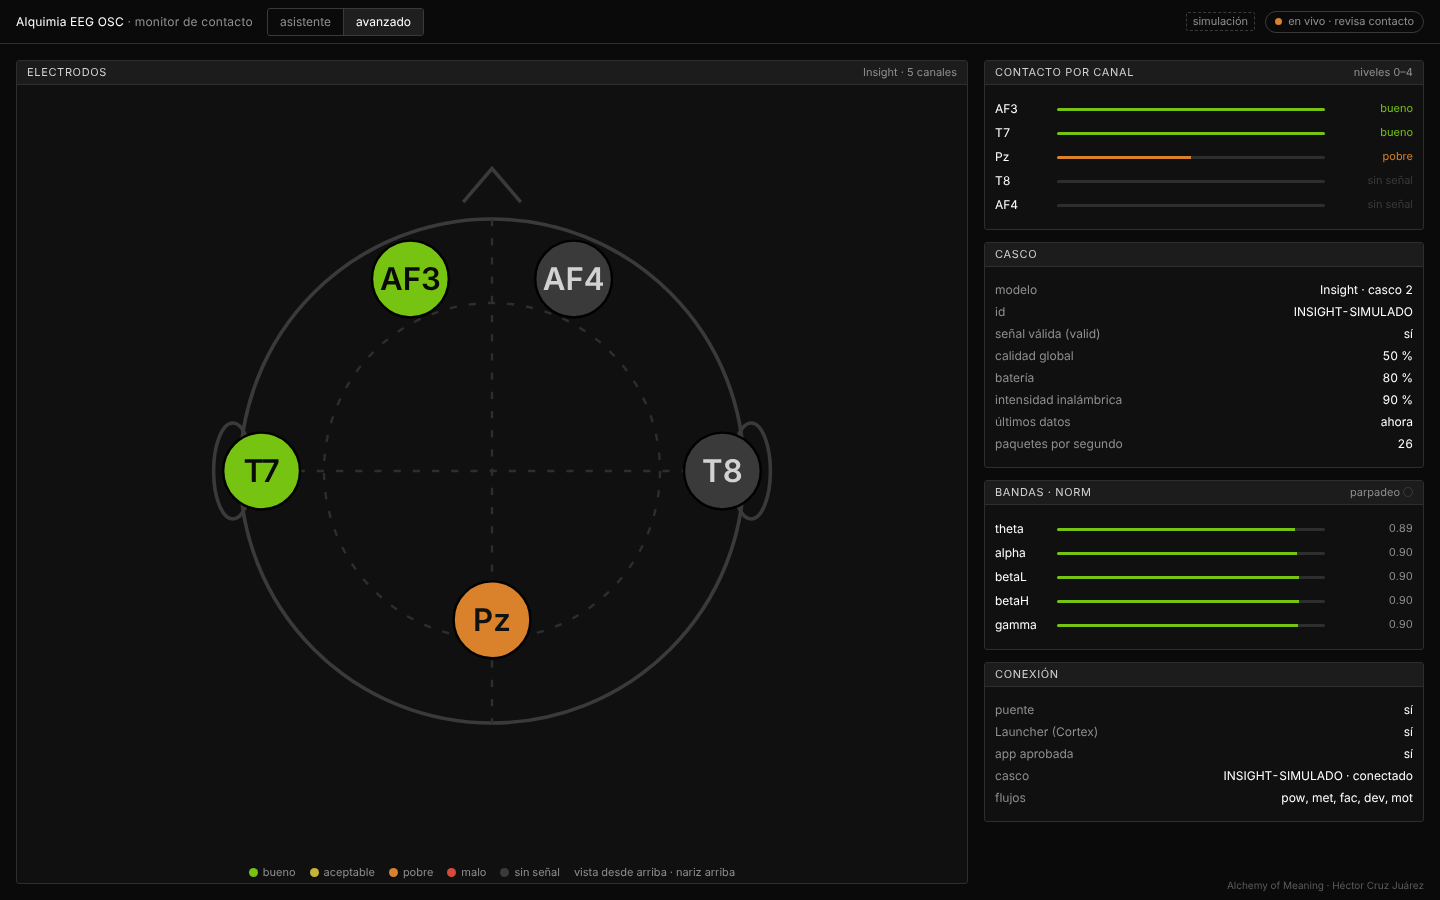 Alquimia EEG OSC · monitor de contacto
asistente
avanzado
simulación
en vivo · revisa contacto
ELECTRODOS
Insight · 5 canales
AF3
AF4
T7
T8
Pz
bueno
aceptable
pobre
malo
sin señal
vista desde arriba · nariz arriba
CONTACTO POR CANAL
niveles 0–4
AF3 bueno
T7 bueno
Pz pobre
T8 sin señal
AF4 sin señal
CASCO
modelo Insight · casco 2
id INSIGHT-SIMULADO
señal válida (valid) sí
calidad global 50 %
batería 80 %
intensidad inalámbrica 90 %
últimos datos ahora
paquetes por segundo 26
BANDAS · NORM
parpadeo
theta 0.89
alpha 0.90
betaL 0.90
betaH 0.90
gamma 0.90
CONEXIÓN
puente sí
Launcher (Cortex) sí
app aprobada sí
casco INSIGHT-SIMULADO · conectado
flujos pow, met, fac, dev, mot
Alchemy of Meaning · Héctor Cruz Juárez